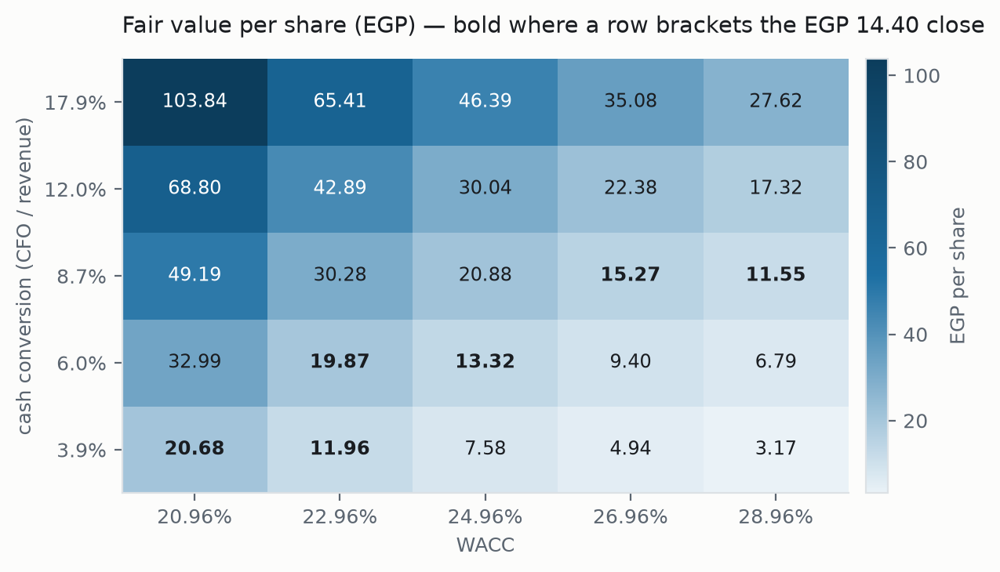 Fair value per share (EGP) — bold where a row brackets the EGP 14.40 close
cash conversion (CFO / revenue)
17.9% 103.84 65.41 46.39 35.08 27.62
12.0% 68.80 42.89 30.04 22.38 17.32
8.7% 49.19 30.28 20.88 15.27 11.55
6.0% 32.99 19.87 13.32 9.40 6.79
3.9% 20.68 11.96 7.58 4.94 3.17
20.96% 22.96% 24.96% 26.96% 28.96%
WACC
100
80
60
40
20
EGP per share